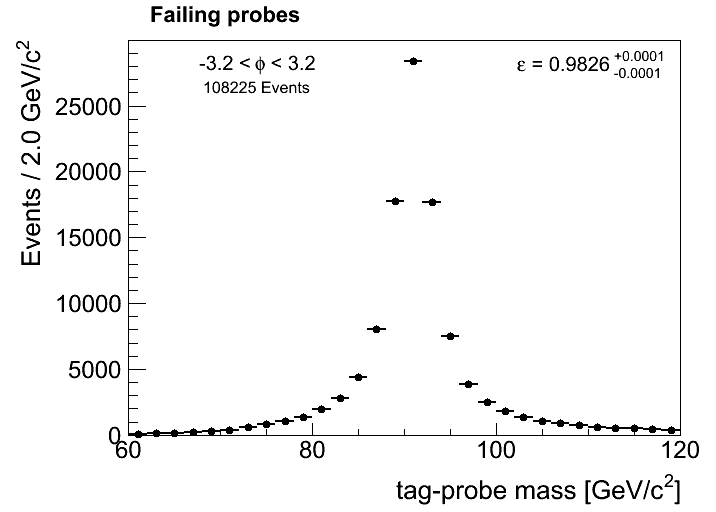 Failing probes
-3.2 < ϕ < 3.2
108225 Events
ε = 0.9826 +0.0001 -0.0001
Events / 2.0 GeV/c²
25000
20000
15000
10000
5000
0
60 80 100 120
tag-probe mass [GeV/c²]